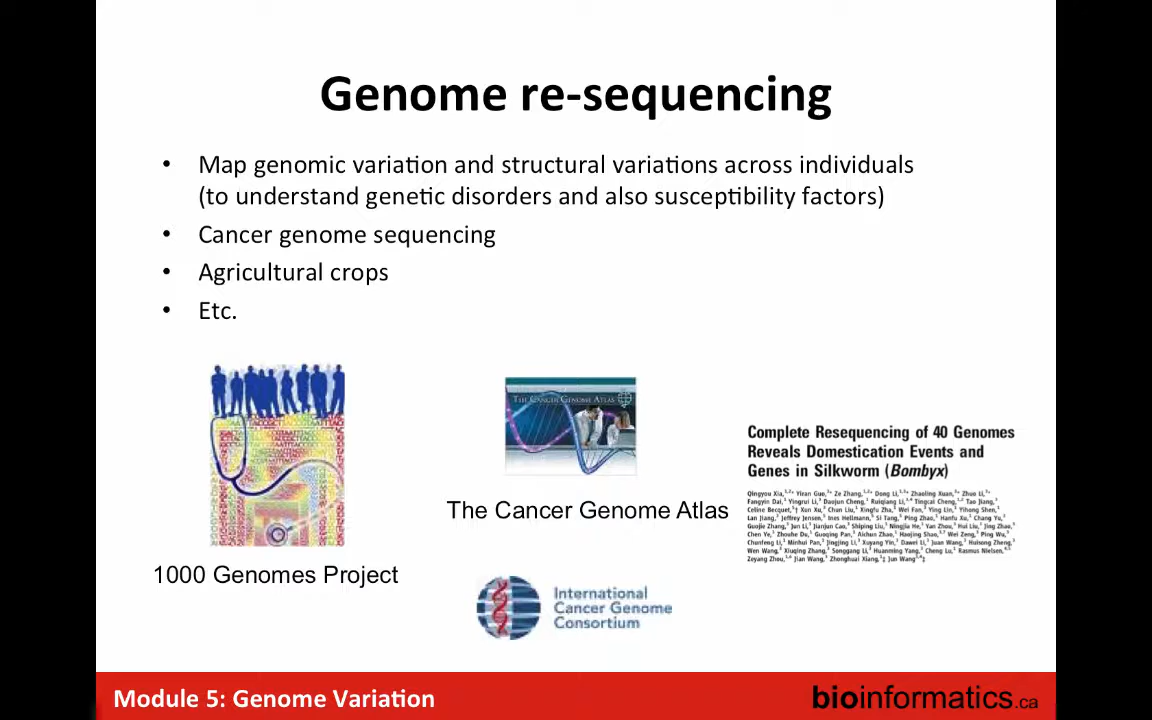 Genome re-sequencing
• Map genomic variation and structural variations across individuals
(to understand genetic disorders and also susceptibility factors)
• Cancer genome sequencing
• Agricultural crops
• Etc.
THE CANCER GENOME ATLAS
The Cancer Genome Atlas
1000 Genomes Project
International
Cancer Genome
Consortium
Complete Resequencing of 40 Genomes
Reveals Domestication Events and
Genes in Silkworm (Bombyx)
Module 5: Genome Variation
bioinformatics.ca